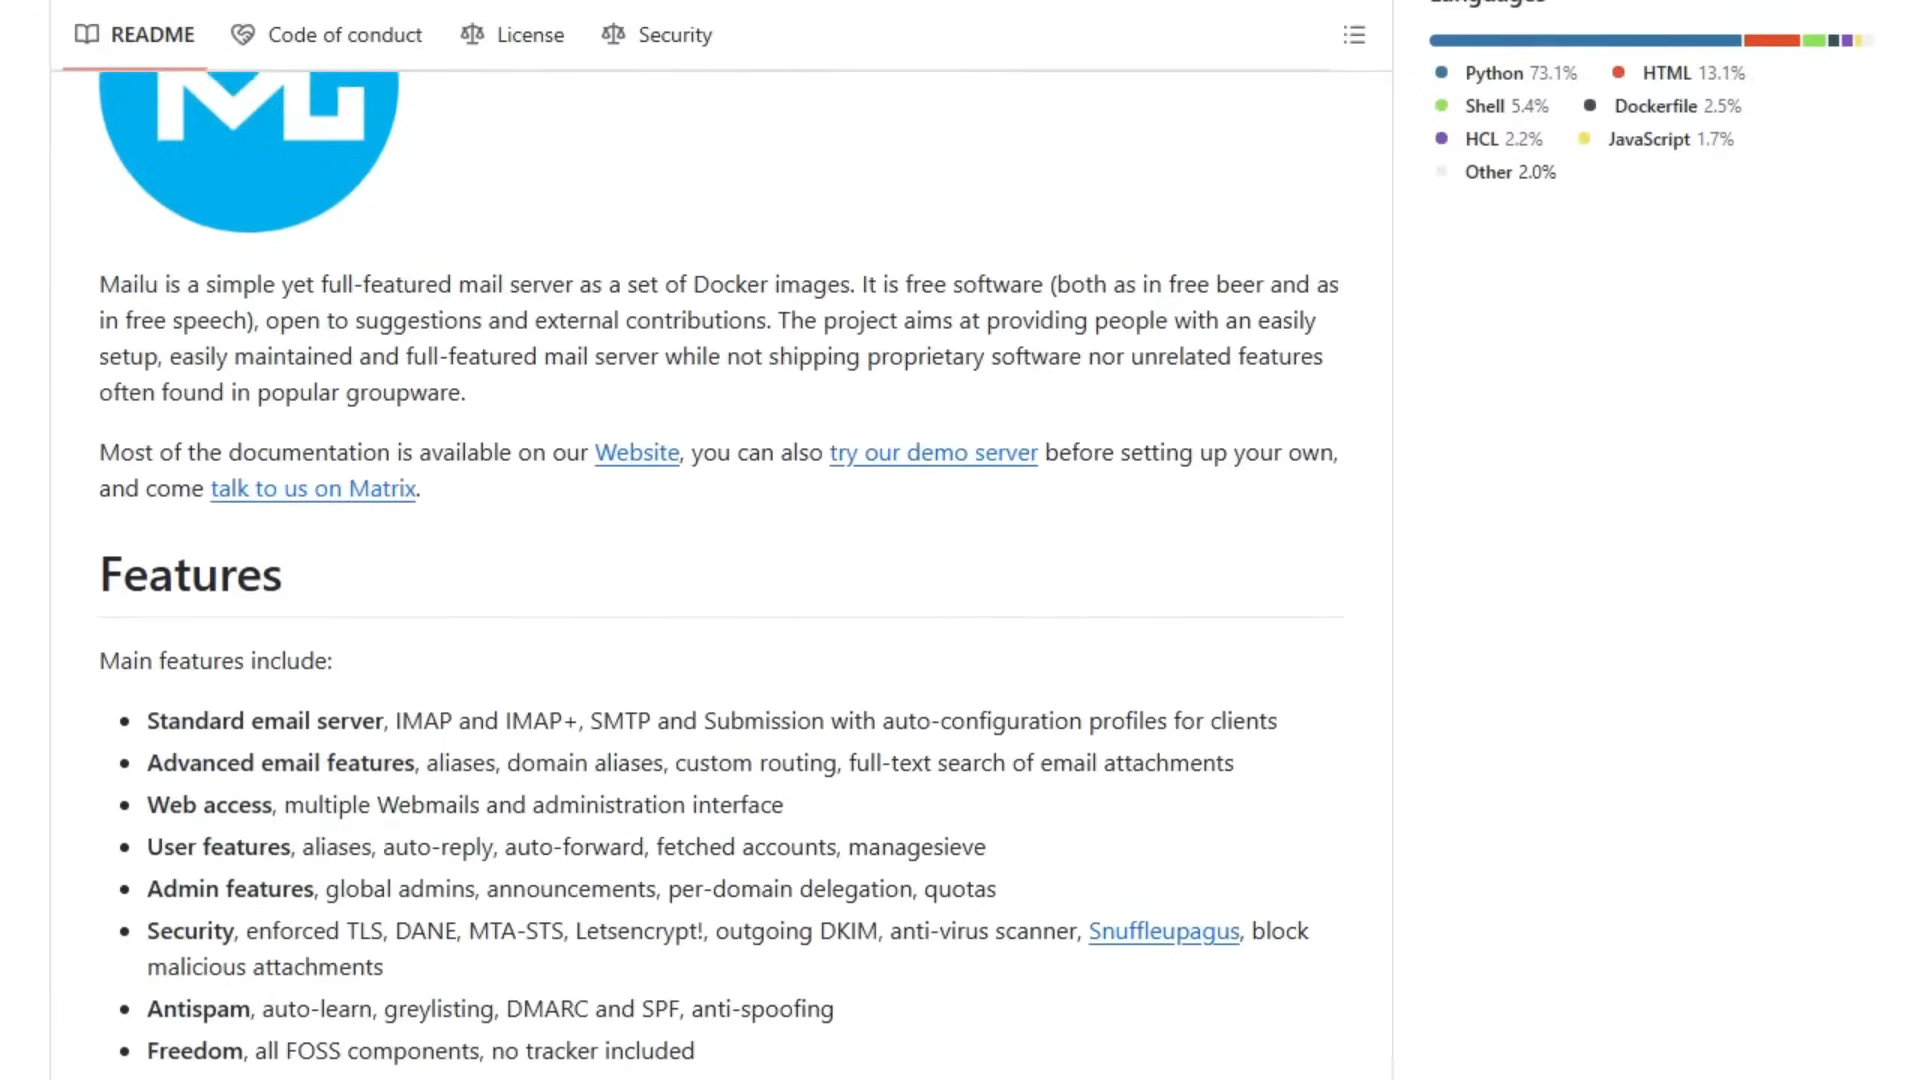 README
Code of conduct
License
Security
Languages
Python 73.1%
HTML 13.1%
Shell 5.4%
Dockerfile 2.5%
HCL 2.2%
JavaScript 1.7%
Other 2.0%
Mailu is a simple yet full-featured mail server as a set of Docker images. It is free software (both as in free beer and as
in free speech), open to suggestions and external contributions. The project aims at providing people with an easily
setup, easily maintained and full-featured mail server while not shipping proprietary software nor unrelated features
often found in popular groupware.
Most of the documentation is available on our Website, you can also try our demo server before setting up your own,
and come talk to us on Matrix.
Features
Main features include:
• Standard email server, IMAP and IMAP+, SMTP and Submission with auto-configuration profiles for clients
• Advanced email features, aliases, domain aliases, custom routing, full-text search of email attachments
• Web access, multiple Webmails and administration interface
• User features, aliases, auto-reply, auto-forward, fetched accounts, managesieve
• Admin features, global admins, announcements, per-domain delegation, quotas
• Security, enforced TLS, DANE, MTA-STS, Letsencrypt!, outgoing DKIM, anti-virus scanner, Snuffleupagus, block
malicious attachments
• Antispam, auto-learn, greylisting, DMARC and SPF, anti-spoofing
• Freedom, all FOSS components, no tracker included